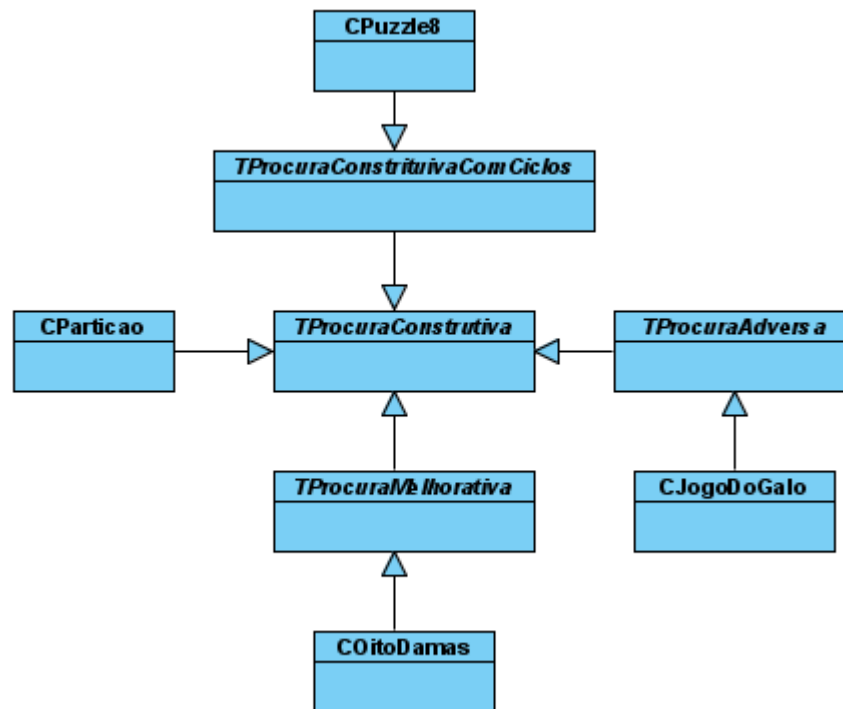 CPuzzle8
TProcuraConstrituivaComCiclos
CParticao
TProcuraConstrutiva
TProcuraAdversa
TProcuraMelhorativa
CJogoDoGalo
COitoDamas